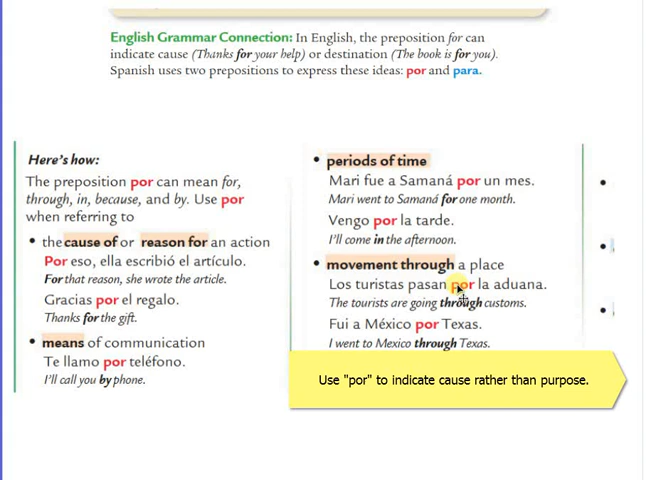 English Grammar Connection: In English, the preposition for can
indicate cause (Thanks for your help) or destination (The book is for you).
Spanish uses two prepositions to express these ideas: por and para.
Here's how:
The preposition por can mean for,
through, in, because, and by. Use por
when referring to
• the cause of or reason for an action
Por eso, ella escribió el artículo.
For that reason, she wrote the article.
Gracias por el regalo.
Thanks for the gift.
• means of communication
Te llamo por teléfono.
I'll call you by phone.
• periods of time
Mari fue a Samaná por un mes.
Mari went to Samaná for one month.
Vengo por la tarde.
I'll come in the afternoon.
• movement through a place
Los turistas pasan por la aduana.
The tourists are going through customs.
Fui a México por Texas.
I went to Mexico through Texas.
Use "por" to indicate cause rather than purpose.